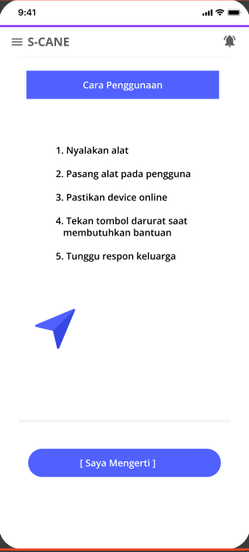 9:41
S-CANE
Cara Penggunaan
1. Nyalakan alat
2. Pasang alat pada pengguna
3. Pastikan device online
4. Tekan tombol darurat saat
membutuhkan bantuan
5. Tunggu respon keluarga
[ Saya Mengerti ]